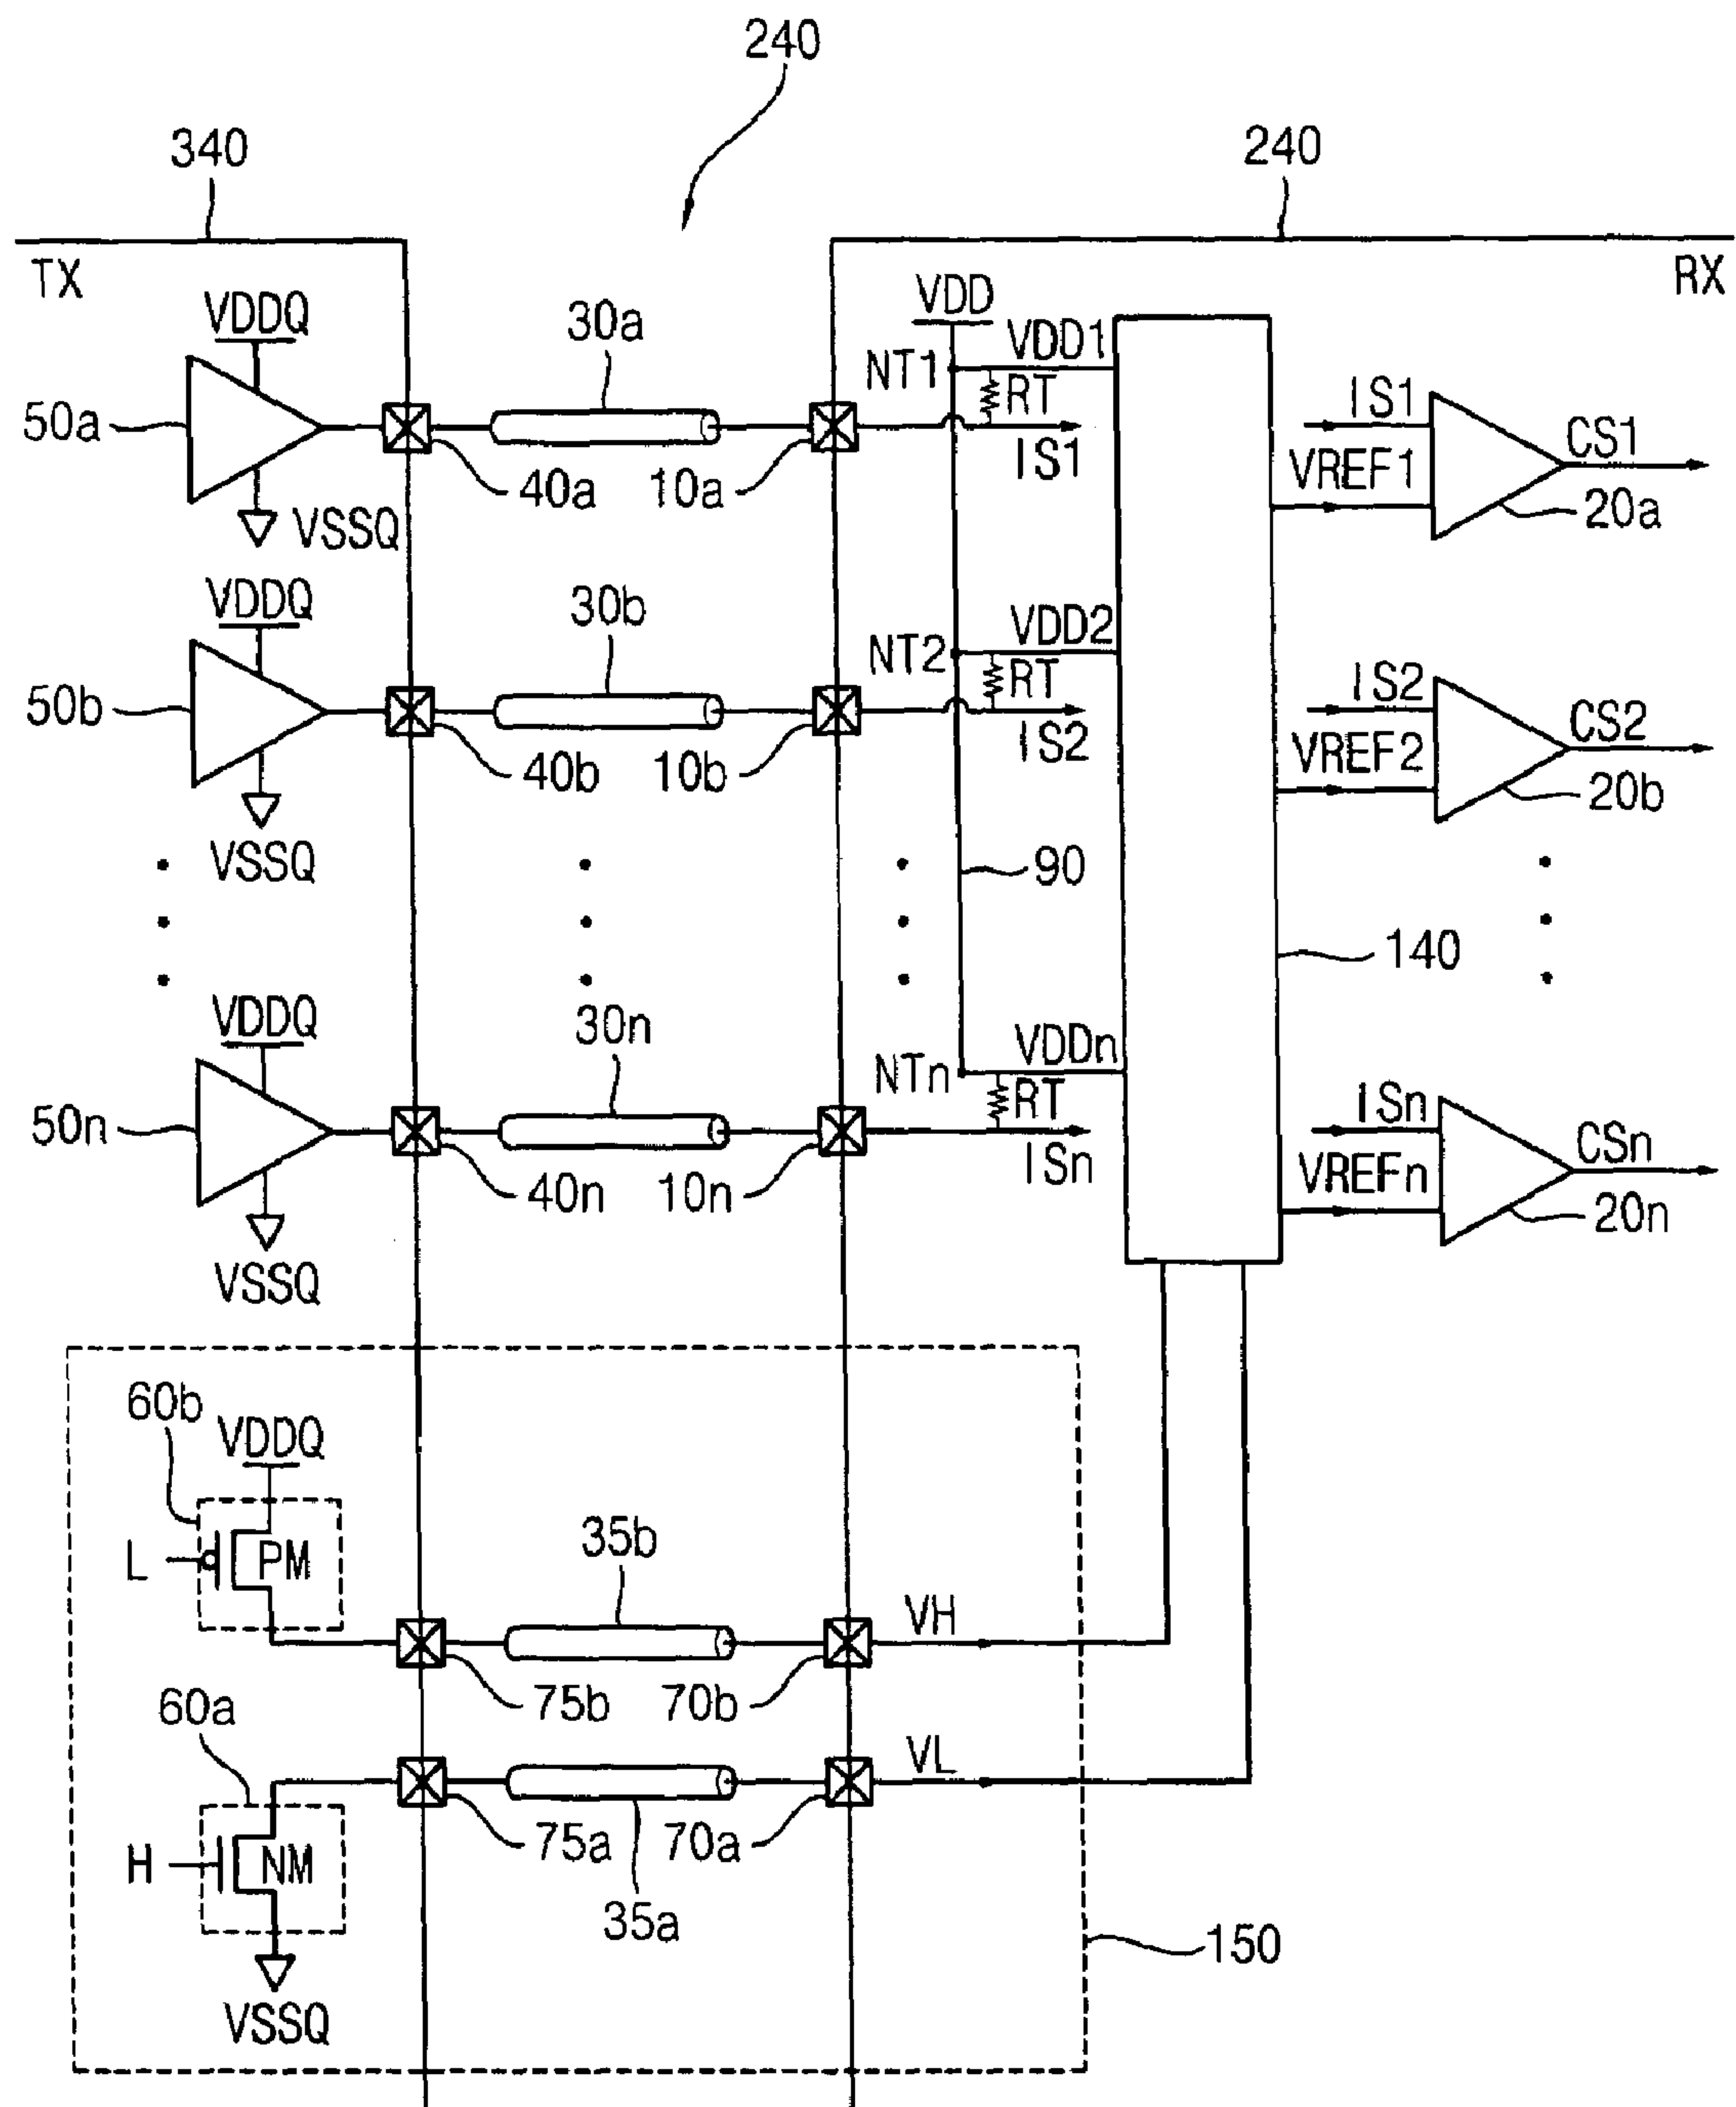 240
340
240
TX
RX
VDDQ
30a
VDD
VDD1
NT1
RT
IS1
50a
40a
10a
IS1
VREF1
CS1
20a
VSSQ
VDDQ
30b
VDD2
NT2
RT
IS2
50b
40b
10b
IS2
VREF2
CS2
20b
VSSQ
90
140
VDDQ
30n
VDDn
NTn
RT
ISn
50n
40n
10n
ISn
VREFn
CSn
20n
VSSQ
60b
VDDQ
L
PM
35b
VH
75b
70b
60a
VL
75a
70a
H
NM
35a
150
VSSQ